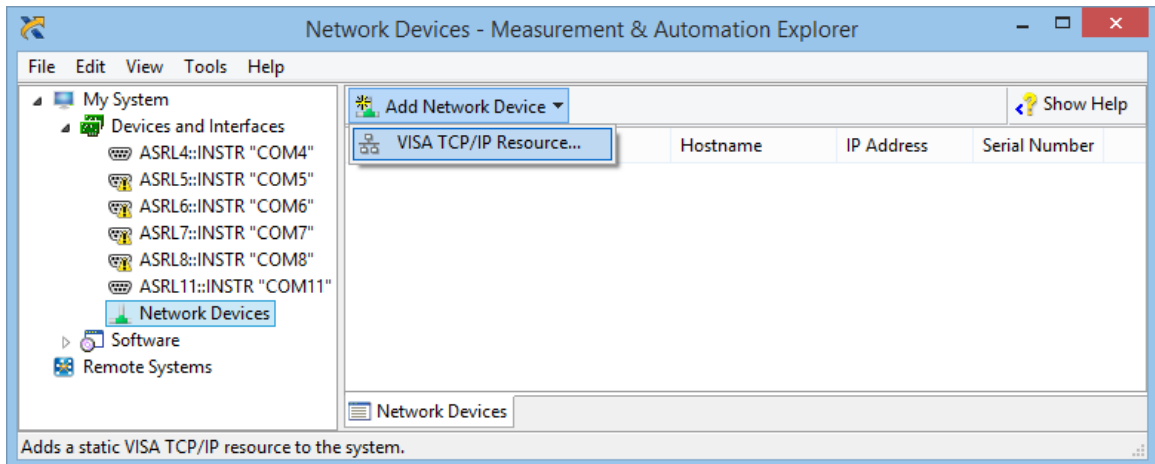 Network Devices - Measurement & Automation Explorer
File Edit View Tools Help
My System
Devices and Interfaces
ASRL4::INSTR "COM4"
ASRL5::INSTR "COM5"
ASRL6::INSTR "COM6"
ASRL7::INSTR "COM7"
ASRL8::INSTR "COM8"
ASRL11::INSTR "COM11"
Network Devices
Software
Remote Systems
Add Network Device Show Help
VISA TCP/IP Resource...
Hostname IP Address Serial Number
Network Devices
Adds a static VISA TCP/IP resource to the system.